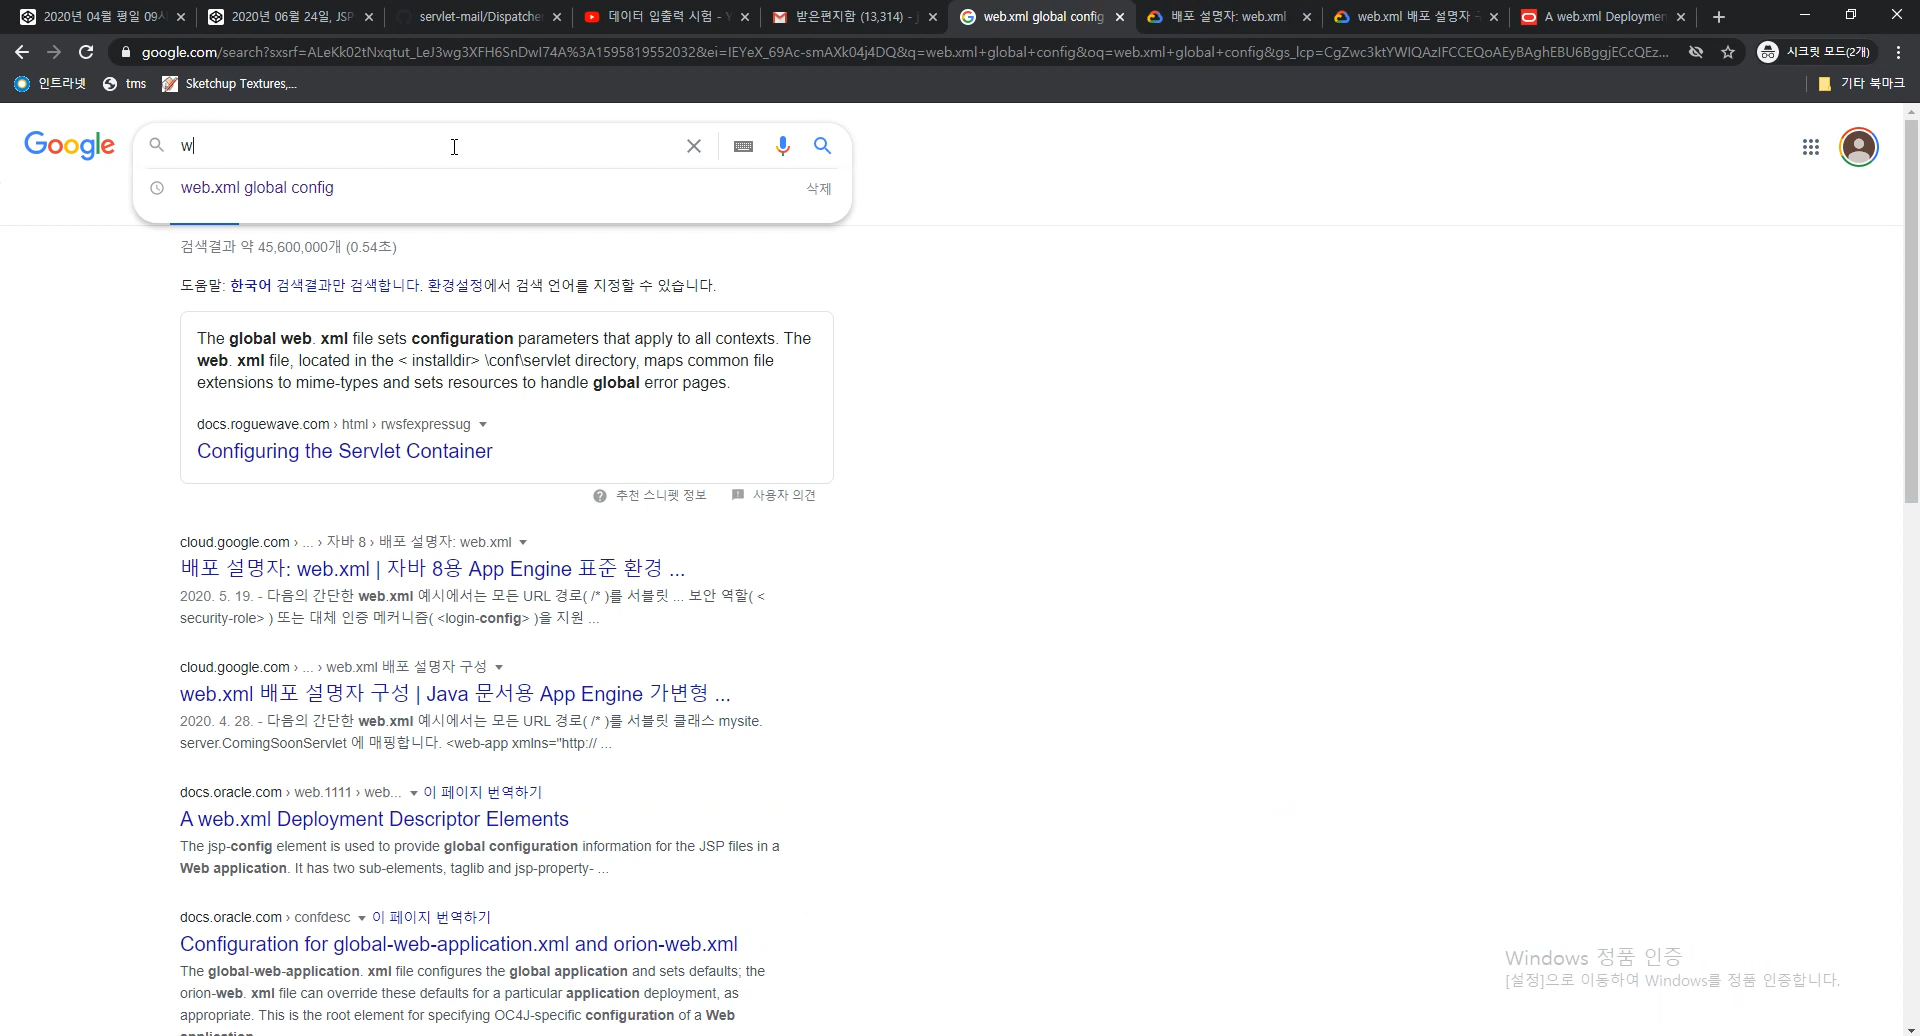 2020년 04월 평일 09시
2020년 06월 24일, JSP
servlet-mail/Dispatcher
데이터 입출력 시험 - Y
받은편지함 (13,314) - j
web.xml global config
배포 설명자: web.xml
web.xml 배포 설명자
A web.xml Deploymen
google.com/search?sxsrf=ALeKk02tNxqtut_LeJ3wg3XFH6SnDwI74A%3A1595819552032&ei=IEYeX_69Ac-smAXk04j4DQ&q=web.xml+global+config&oq=web.xml+global+config&gs_lcp=CgZwc3ktYWIQAzIFCCEQoAEyBAghEBU6BggjECcQEz...
시크릿 모드(2개)
인트라넷
tms
Sketchup Textures,...
기타 북마크
Google
w
web.xml global config
삭제
검색결과 약 45,600,000개 (0.54초)
도움말: 한국어 검색결과만 검색합니다. 환경설정에서 검색 언어를 지정할 수 있습니다.
The global web. xml file sets configuration parameters that apply to all contexts. The
web. xml file, located in the < installdir> \conf\servlet directory, maps common file
extensions to mime-types and sets resources to handle global error pages.
docs.roguewave.com › html › rwsfexpressug
Configuring the Servlet Container
추천 스니펫 정보
사용자 의견
cloud.google.com › ... › 자바 8 › 배포 설명자: web.xml
배포 설명자: web.xml | 자바 8용 App Engine 표준 환경 ...
2020. 5. 19. - 다음의 간단한 web.xml 예시에서는 모든 URL 경로( /* )를 서블릿 ... 보안 역할( <
security-role> ) 또는 대체 인증 메커니즘( <login-config> )을 지원 ...
cloud.google.com › ... › web.xml 배포 설명자 구성
web.xml 배포 설명자 구성 | Java 문서용 App Engine 가변형 ...
2020. 4. 28. - 다음의 간단한 web.xml 예시에서는 모든 URL 경로( /* )를 서블릿 클래스 mysite.
server.ComingSoonServlet 에 매핑합니다. <web-app xmlns="http:// ...
docs.oracle.com › web.1111 › web... 이 페이지 번역하기
A web.xml Deployment Descriptor Elements
The jsp-config element is used to provide global configuration information for the JSP files in a
Web application. It has two sub-elements, taglib and jsp-property- ...
docs.oracle.com › confdesc 이 페이지 번역하기
Configuration for global-web-application.xml and orion-web.xml
The global-web-application. xml file configures the global application and sets defaults; the
orion-web. xml file can override these defaults for a particular application deployment, as
appropriate. This is the root element for specifying OC4J-specific configuration of a Web
Windows 정품 인증
[설정]으로 이동하여 Windows를 정품 인증합니다.